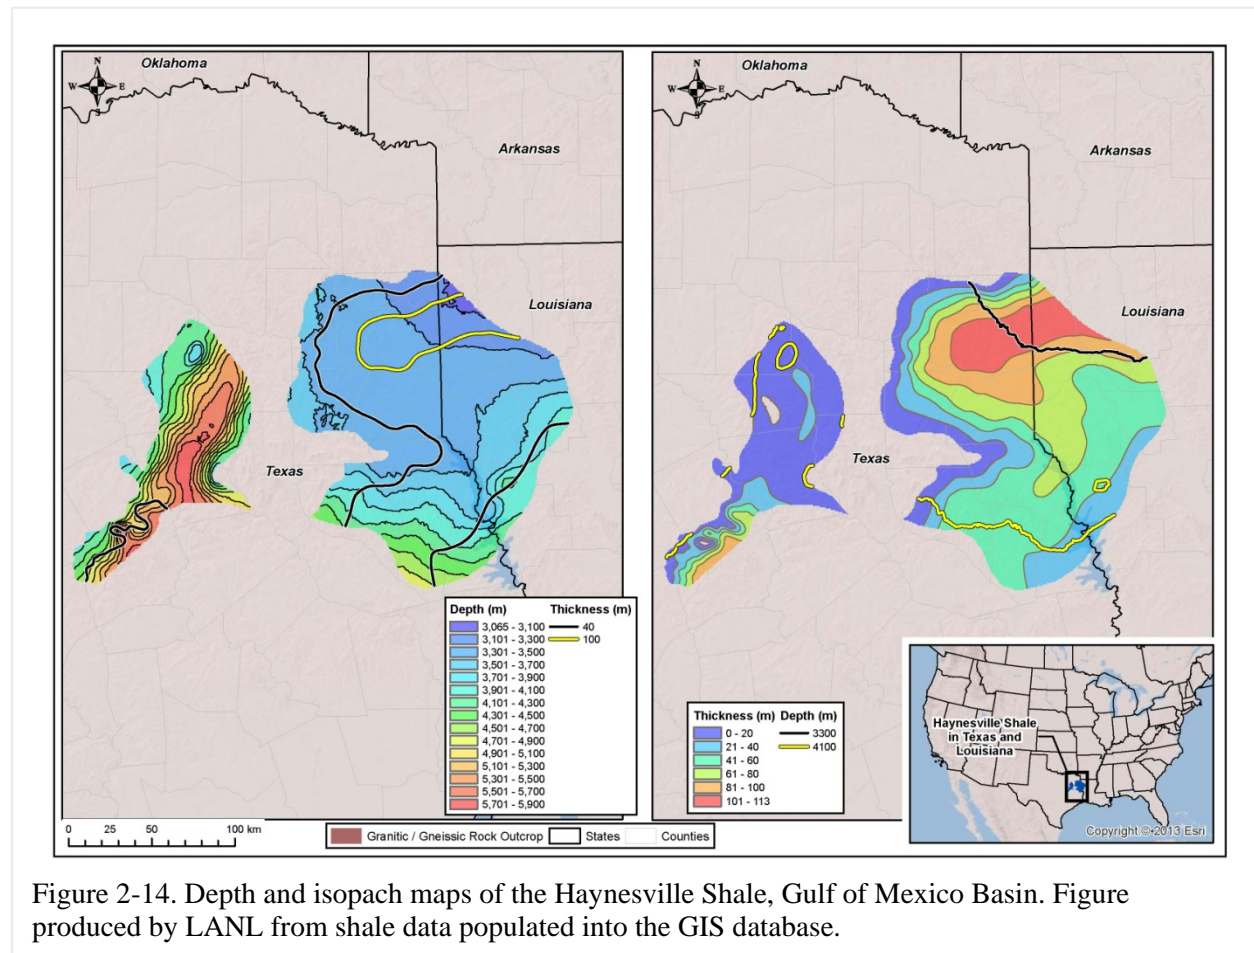 N
W E
S
Oklahoma
Arkansas
Louisiana
Texas
Depth (m)
3,065 - 3,100
3,101 - 3,300
3,301 - 3,500
3,501 - 3,700
3,701 - 3,900
3,901 - 4,100
4,101 - 4,300
4,301 - 4,500
4,501 - 4,700
4,701 - 4,900
4,901 - 5,100
5,101 - 5,300
5,301 - 5,500
5,501 - 5,700
5,701 - 5,900
Thickness (m)
40
100
0 25 50 100 km
N
W E
S
Oklahoma
Arkansas
Louisiana
Texas
Thickness (m)
0 - 20
21 - 40
41 - 60
61 - 80
81 - 100
101 - 113
Depth (m)
3300
4100
Haynesville Shale
in Texas and
Louisiana
Copyright:© 2013 Esri
Granitic / Gneissic Rock Outcrop States Counties
Figure 2-14. Depth and isopach maps of the Haynesville Shale, Gulf of Mexico Basin. Figure
produced by LANL from shale data populated into the GIS database.